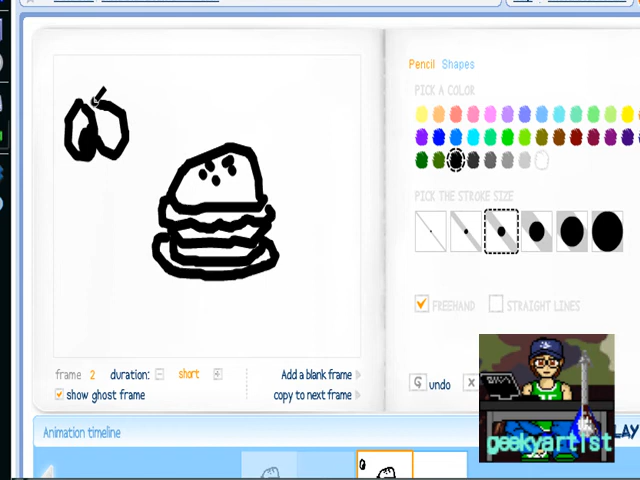 Pencil Shapes
PICK A COLOR
PICK THE STROKE SIZE
FREEHAND STRAIGHT LINES
frame 2 duration: short Add a blank frame
show ghost frame copy to next frame
undo X
Animation timeline
LAY
geekyartist